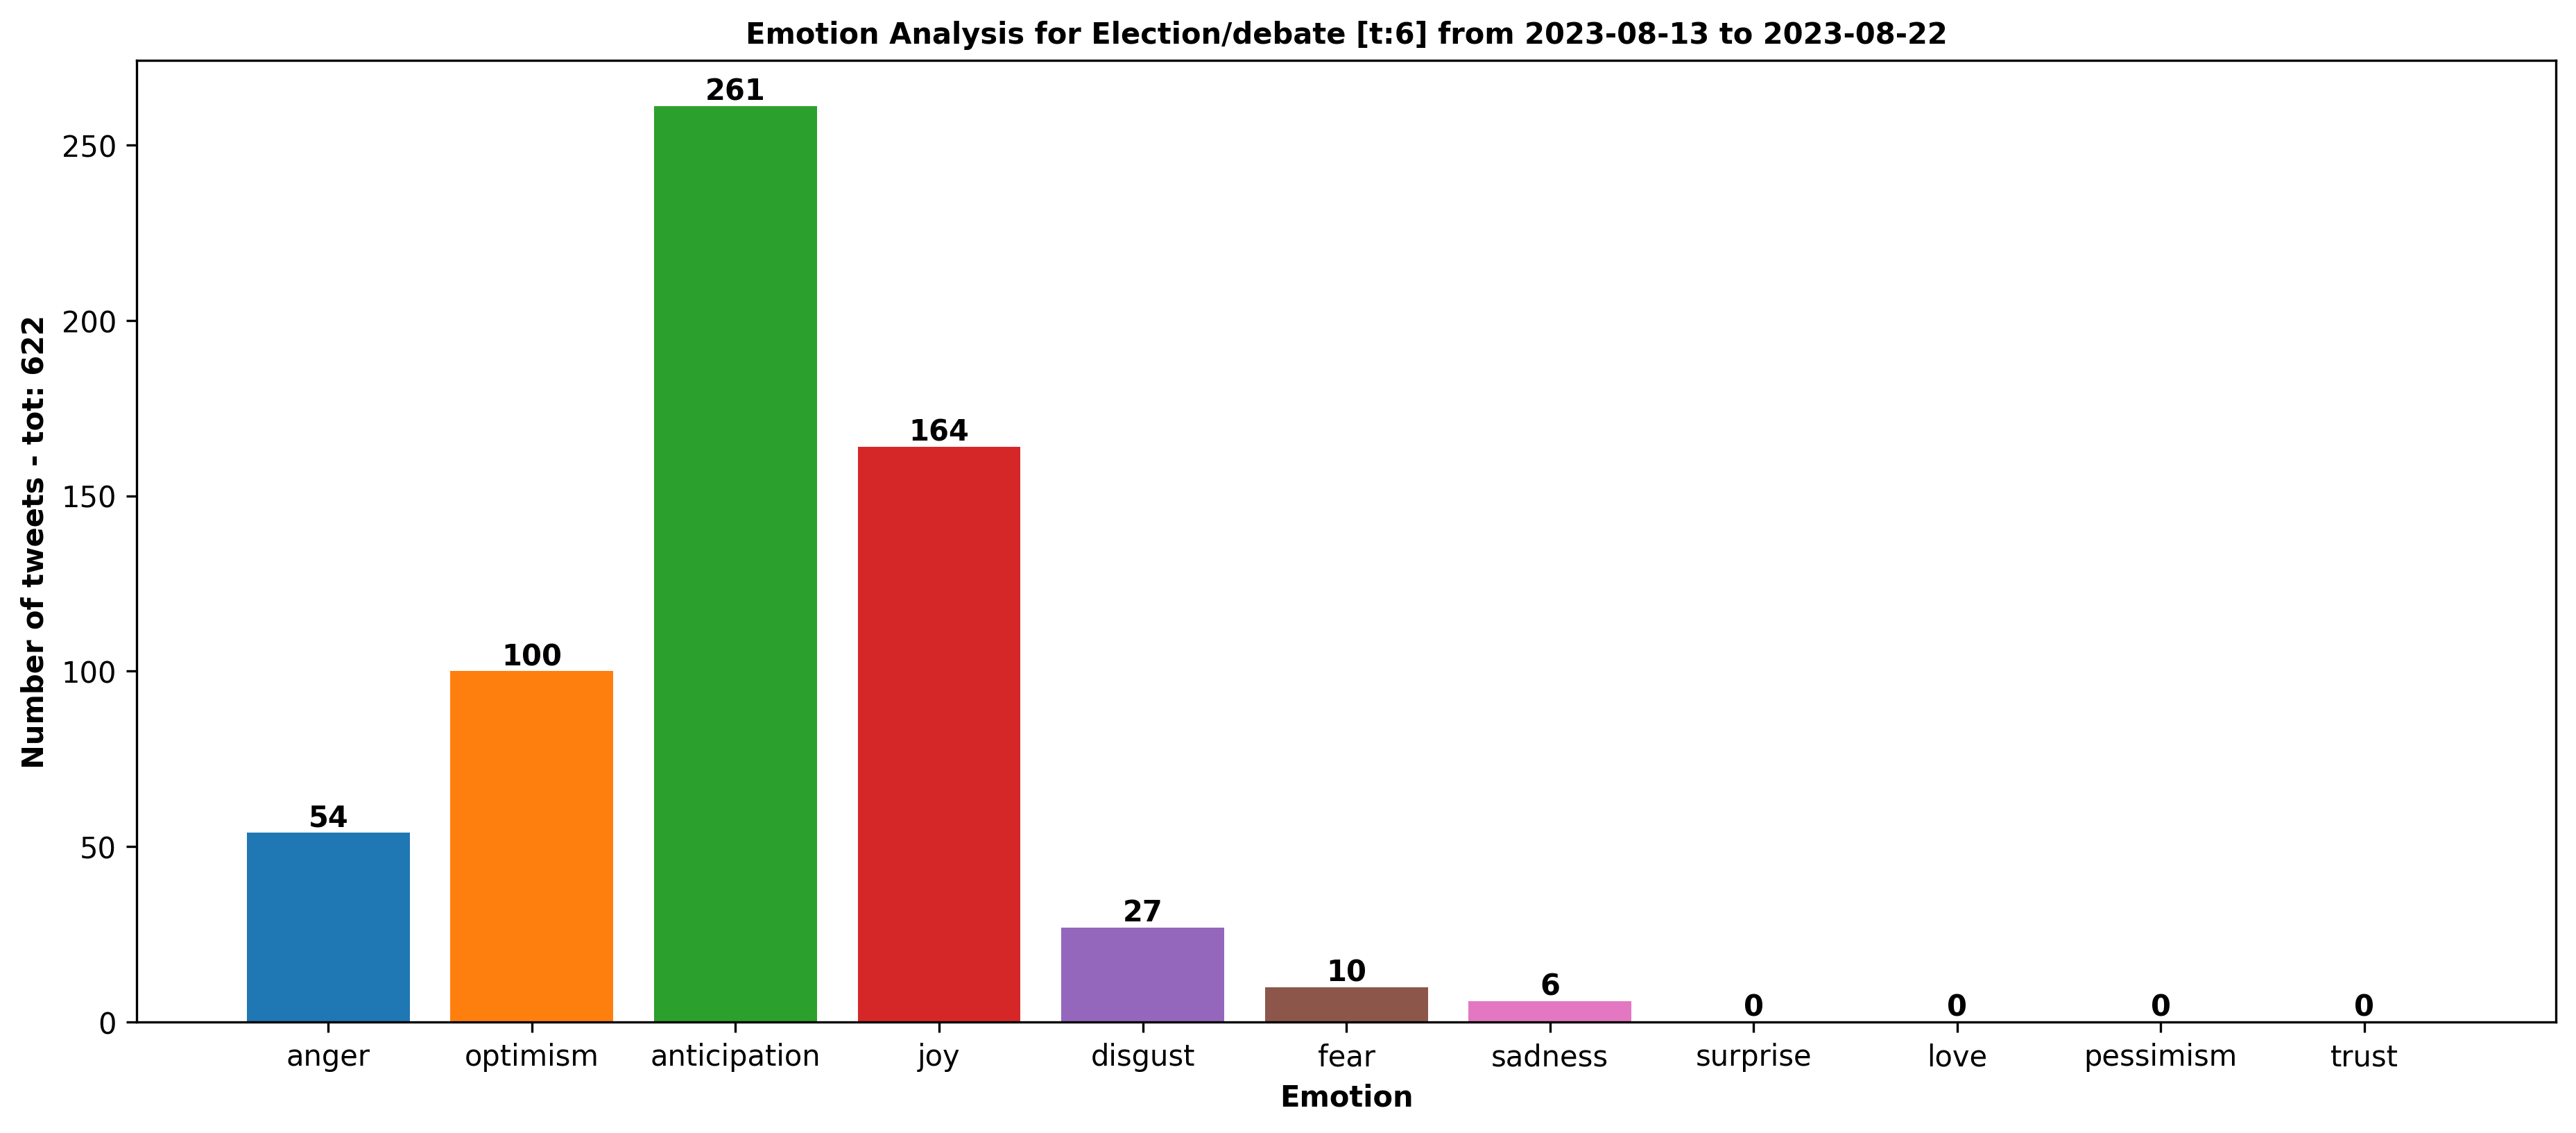 Emotion Analysis for Election/debate [t:6] from 2023-08-13 to 2023-08-22
Number of tweets - tot: 622
250
200
150
100
50
0
54
100
261
164
27
10
6
0
0
0
0
anger
optimism
anticipation
joy
disgust
fear
sadness
surprise
love
pessimism
trust
Emotion